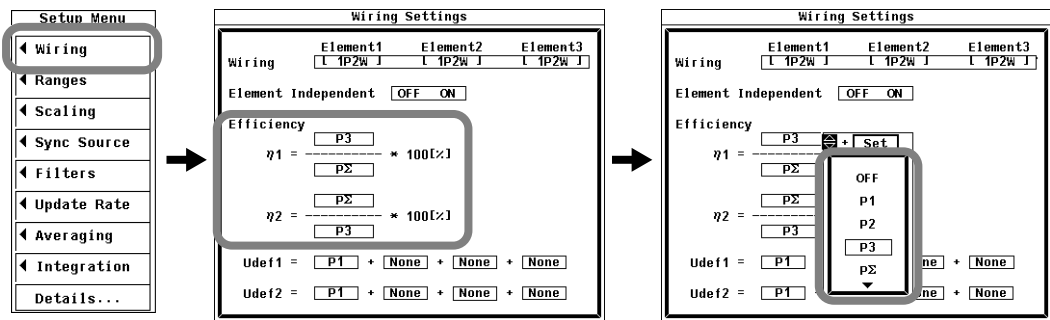 Setup Menu
Wiring
Ranges
Scaling
Sync Source
Filters
Update Rate
Averaging
Integration
Details...
Wiring Settings
Element1 Element2 Element3
Wiring [ 1P2W ] [ 1P2W ] [ 1P2W ]
Element Independent OFF ON
Efficiency
P3
η1 = ---------- * 100[%]
PΣ
PΣ
η2 = ---------- * 100[%]
P3
Udef1 = P1 + None + None + None
Udef2 = P1 + None + None + None
Wiring Settings
Element1 Element2 Element3
Wiring [ 1P2W ] [ 1P2W ] [ 1P2W ]
Element Independent OFF ON
Efficiency
P3 + Set
η1 = ----------
PΣ
PΣ
η2 = ----------
P3
OFF
P1
P2
P3
PΣ
Udef1 = P1 ne + None
Udef2 = P1 + ne + None